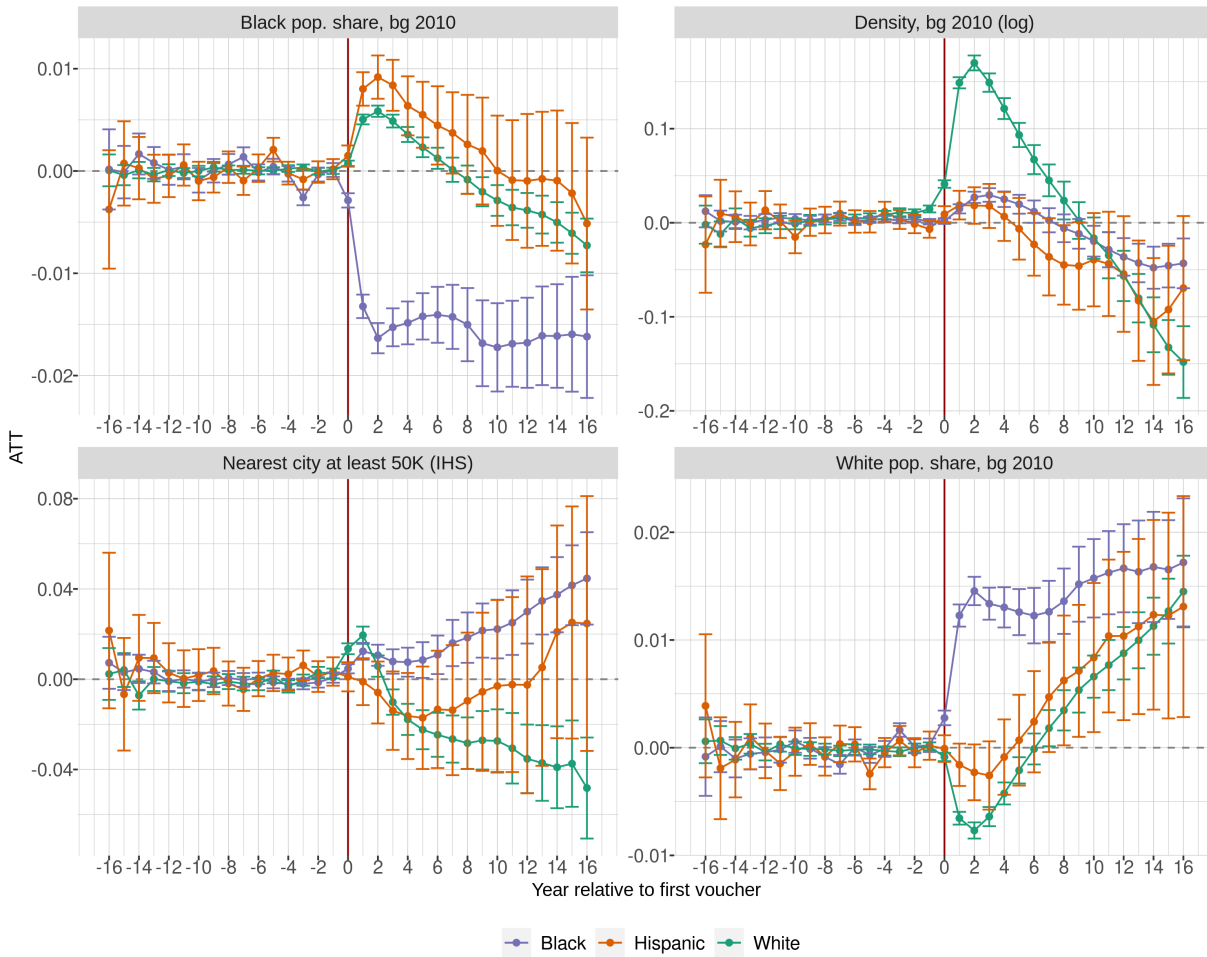 Black pop. share, bg 2010
Density, bg 2010 (log)
0.01
0.00
-0.01
-0.02
0.1
0.0
-0.1
-0.2
-16 -14 -12 -10 -8 -6 -4 -2 0 2 4 6 8 10 12 14 16
-16 -14 -12 -10 -8 -6 -4 -2 0 2 4 6 8 10 12 14 16
ATT
Nearest city at least 50K (IHS)
White pop. share, bg 2010
0.08
0.04
0.00
-0.04
0.02
0.01
0.00
-0.01
-16 -14 -12 -10 -8 -6 -4 -2 0 2 4 6 8 10 12 14 16
-16 -14 -12 -10 -8 -6 -4 -2 0 2 4 6 8 10 12 14 16
Year relative to first voucher
Black Hispanic White